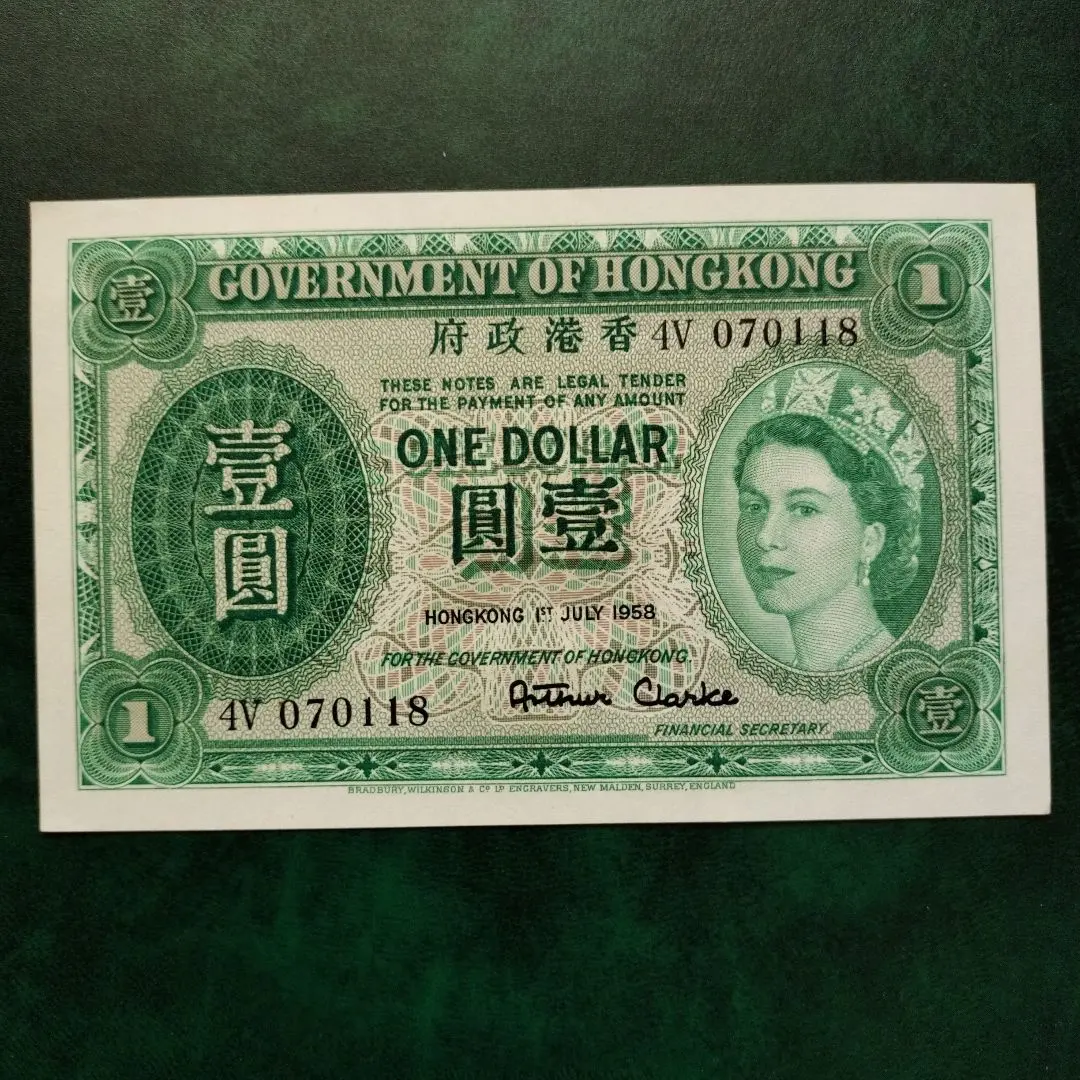 壹
GOVERNMENT OF HONGKONG
1
府政港香 4V 070118
THESE NOTES ARE LEGAL TENDER
FOR THE PAYMENT OF ANY AMOUNT
ONE DOLLAR
圓壹
壹
圓
HONGKONG 1ST JULY 1958
FOR THE GOVERNMENT OF HONGKONG.
Arthur Clarke
FINANCIAL SECRETARY.
1
4V 070118
壹
BRADBURY, WILKINSON & Co LD ENGRAVERS, NEW MALDEN, SURREY, ENGLAND